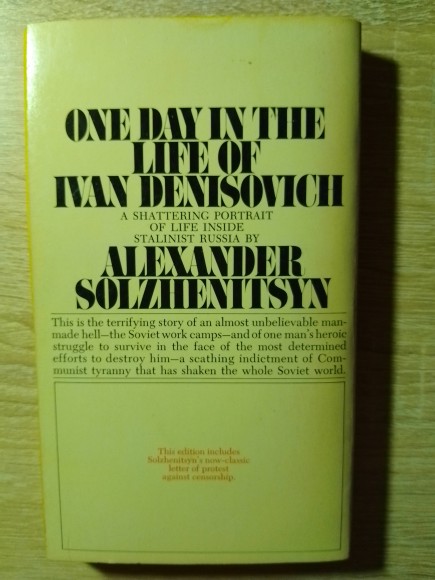 ONE DAY IN THE
LIFE OF
IVAN DENISOVICH
A SHATTERING PORTRAIT
OF LIFE INSIDE
STALINIST RUSSIA BY
ALEXANDER
SOLZHENITSYN
This is the terrifying story of an almost unbelievable man-
made hell—the Soviet work camps—and of one man's heroic
struggle to survive in the face of the most determined
efforts to destroy him—a scathing indictment of Com-
munist tyranny that has shaken the whole Soviet world.
This edition includes
Solzhenitsyn's now-classic
letter of protest
against censorship.